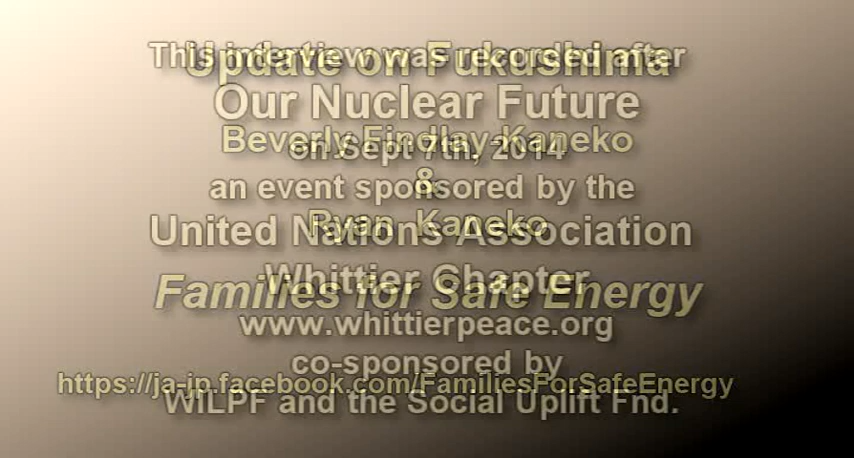 This interview was recorded after
Update on Fukushima
Our Nuclear Future
Beverly Findlay-Kaneko
on Sept 7th, 2014
&
an event sponsored by the
Ryan Kaneko
United Nations Association
Whittier Chapter
Families for Safe Energy
www.whittierpeace.org
co-sponsored by
https://ja-jp.facebook.com/FamiliesForSafeEnergy
WILPF and the Social Uplift Fnd.